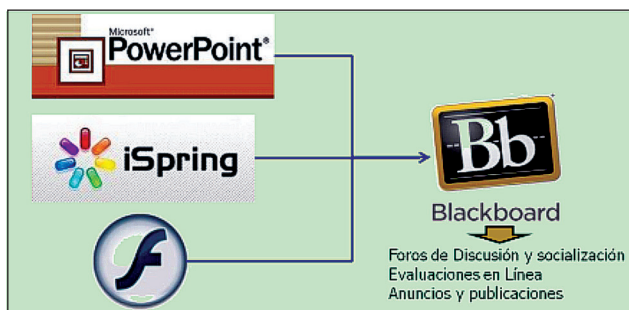 Microsoft®
PowerPoint®
iSpring
Bb
Blackboard
Foros de Discusión y socialización
Evaluaciones en Línea
Anuncios y publicaciones